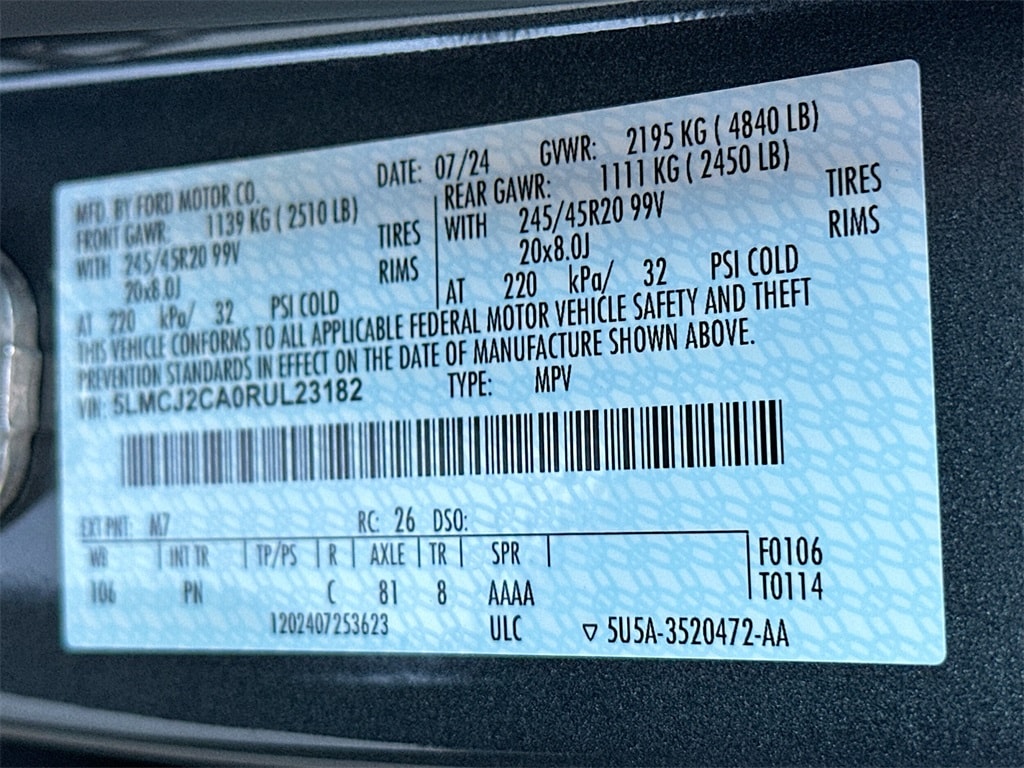 MFD. BY FORD MOTOR CO. DATE: 07/24 GVWR: 2195 KG ( 4840 LB)
FRONT GAWR: 1139 KG ( 2510 LB) REAR GAWR: 1111 KG ( 2450 LB)
WITH 245/45R20 99V TIRES WITH 245/45R20 99V TIRES
20x8.0J RIMS 20x8.0J RIMS
AT 220 kPa/ 32 PSI COLD AT 220 kPa/ 32 PSI COLD
THIS VEHICLE CONFORMS TO ALL APPLICABLE FEDERAL MOTOR VEHICLE SAFETY AND THEFT
PREVENTION STANDARDS IN EFFECT ON THE DATE OF MANUFACTURE SHOWN ABOVE.
VIN: 5LMCJ2CA0RUL23182 TYPE: MPV
EXT PNT: M7 RC: 26 DSO:
WB INT TR TP/PS R AXLE TR SPR F0106
106 PN C 81 8 AAAA T0114
1202407253623 ULC ▽ 5U5A-3520472-AA